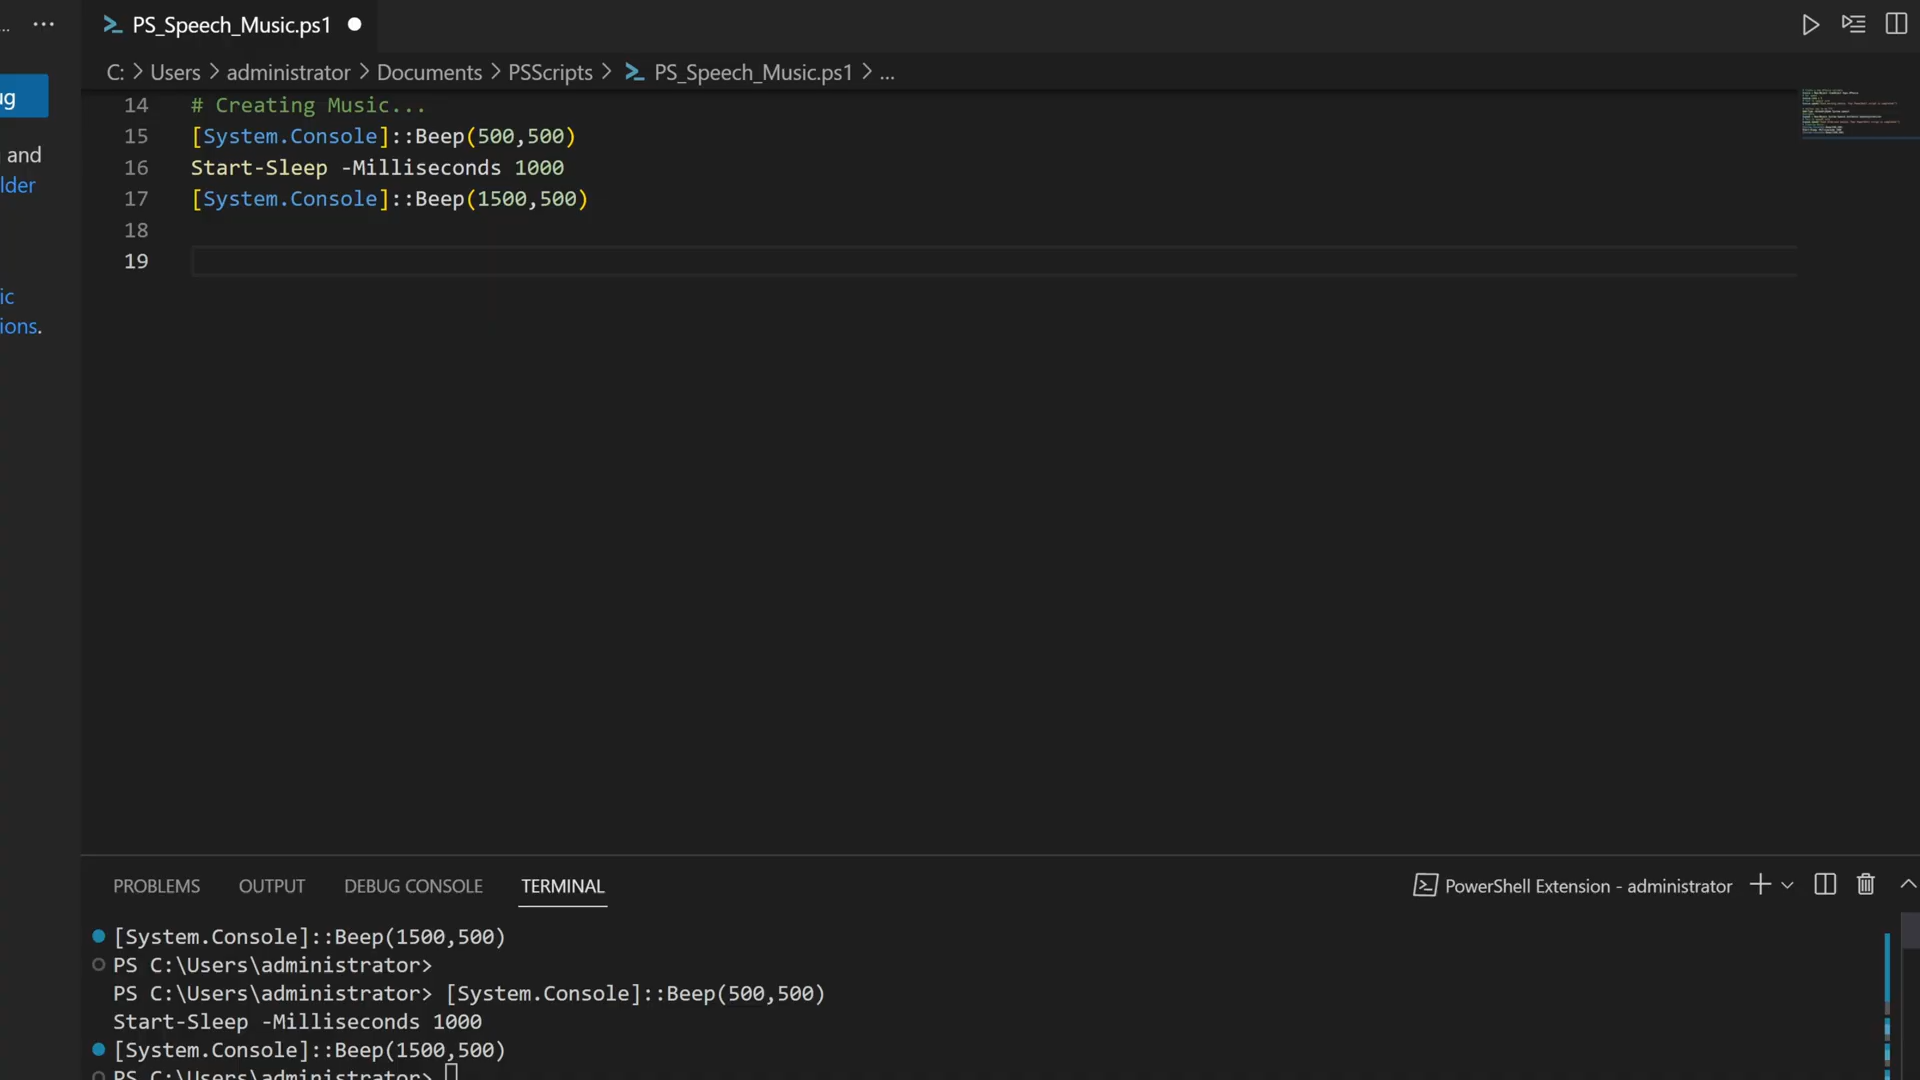 ... ··· PS_Speech_Music.ps1
C: > Users > administrator > Documents > PSScripts > PS_Speech_Music.ps1 > ...
ug
and
lder
ic
ions.
14 # Creating Music...
15 [System.Console]::Beep(500,500)
16 Start-Sleep -Milliseconds 1000
17 [System.Console]::Beep(1500,500)
18
19
PROBLEMS OUTPUT DEBUG CONSOLE TERMINAL PowerShell Extension - administrator
[System.Console]::Beep(1500,500)
PS C:\Users\administrator>
PS C:\Users\administrator> [System.Console]::Beep(500,500)
Start-Sleep -Milliseconds 1000
[System.Console]::Beep(1500,500)
PS C:\Users\administrator>